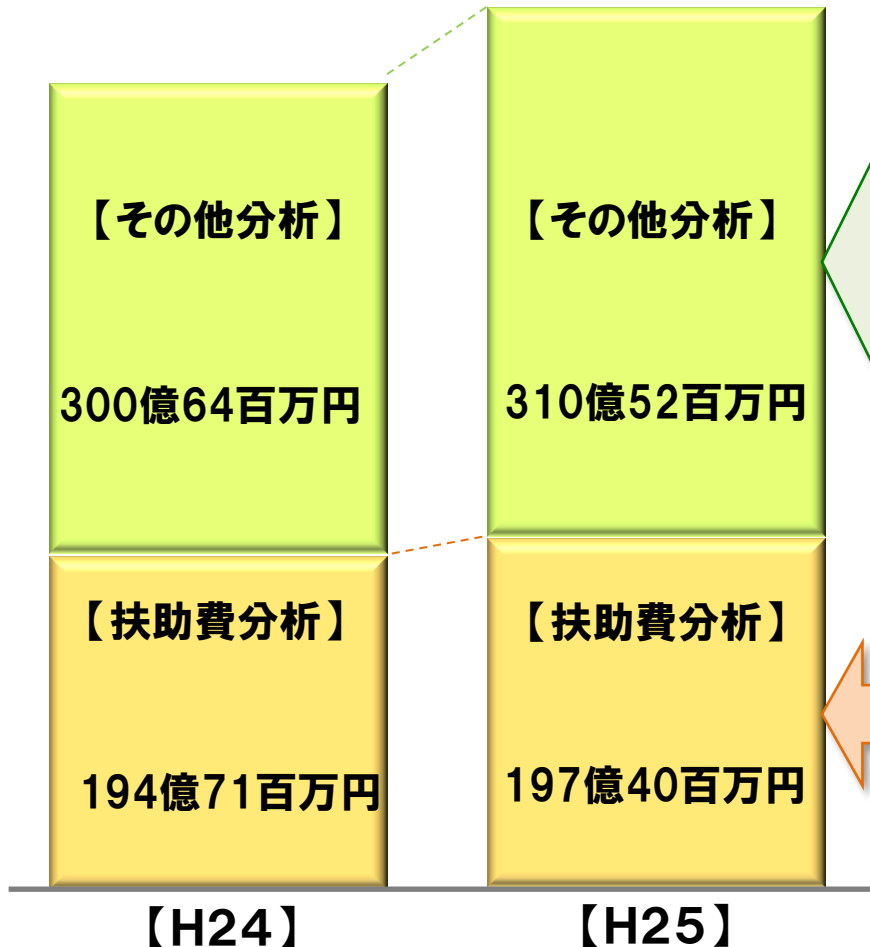 【その他分析】
300億64百万円
【扶助費分析】
194億71百万円
【H24】
【その他分析】
310億52百万円
【扶助費分析】
197億40百万円
【H25】